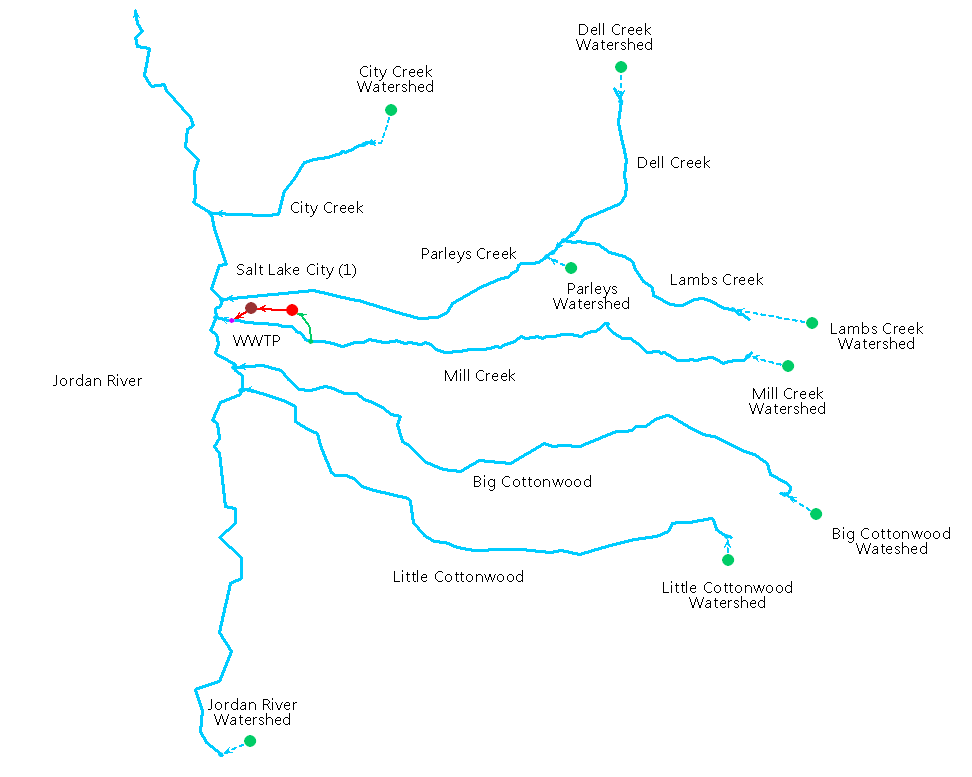 Dell Creek
Watershed
City Creek
Watershed
Dell Creek
City Creek
Parleys Creek
Salt Lake City (1)
Lambs Creek
Parleys
Watershed
Lambs Creek
Watershed
WWTP
Mill Creek
Jordan River
Mill Creek
Watershed
Big Cottonwood
Big Cottonwood
Wateshed
Little Cottonwood
Little Cottonwood
Watershed
Jordan River
Watershed